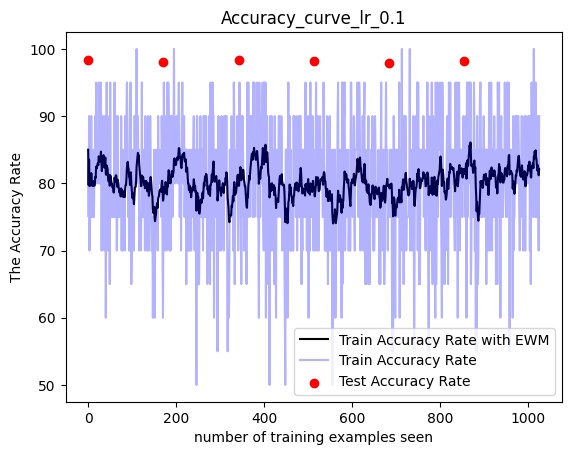 Accuracy_curve_lr_0.1
100
90
80
70
60
50
The Accuracy Rate
0
200
400
600
800
1000
number of training examples seen
Train Accuracy Rate with EWM
Train Accuracy Rate
Test Accuracy Rate